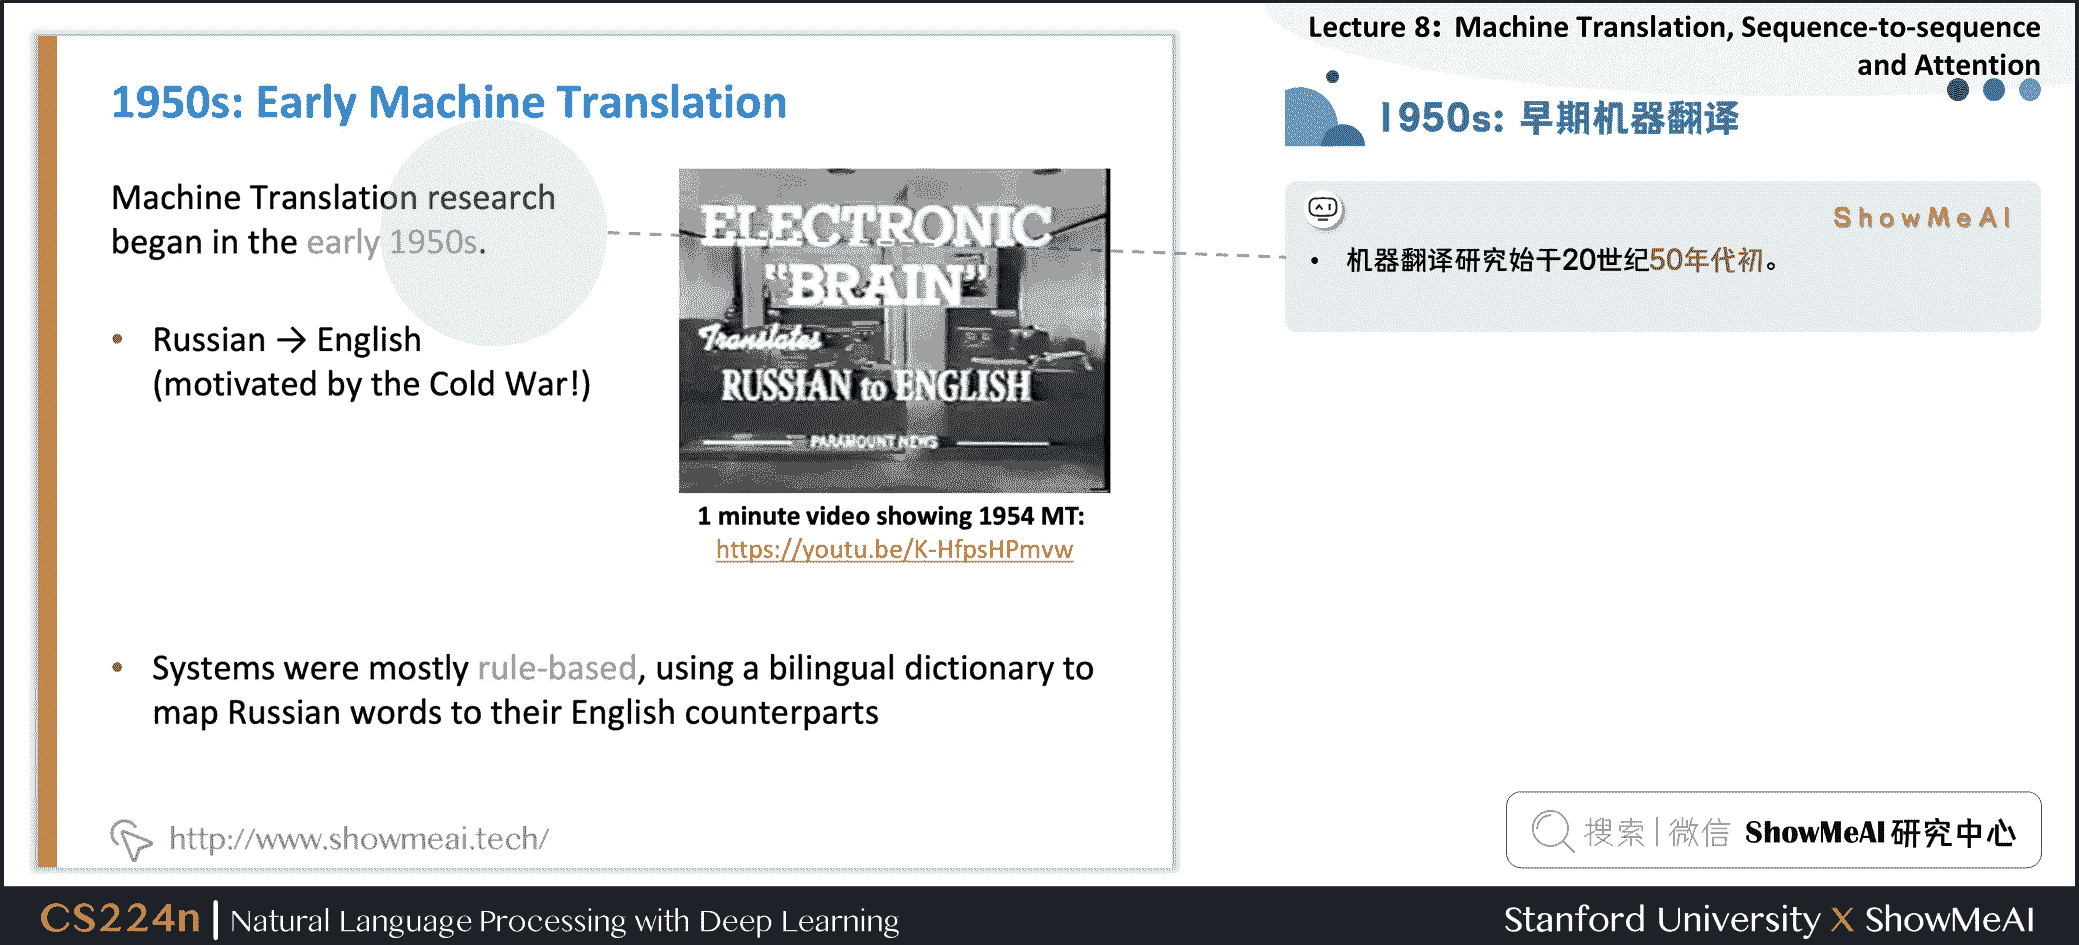 Lecture 8: Machine Translation, Sequence-to-sequence
and Attention
1950s: Early Machine Translation
Machine Translation research
began in the early 1950s.
• Russian → English
(motivated by the Cold War!)
ELECTRONIC
"BRAIN"
Translates
RUSSIAN to ENGLISH
PARAMOUNT NEWS
1 minute video showing 1954 MT:
https://youtu.be/K-HfpsHPmvw
• Systems were mostly rule-based, using a bilingual dictionary to
map Russian words to their English counterparts
http://www.showmeai.tech/
1950s: 早期机器翻译
ShowMeAI
• 机器翻译研究始于20世纪50年代初。
搜索|微信 ShowMeAI 研究中心
CS224n | Natural Language Processing with Deep Learning
Stanford University X ShowMeAI